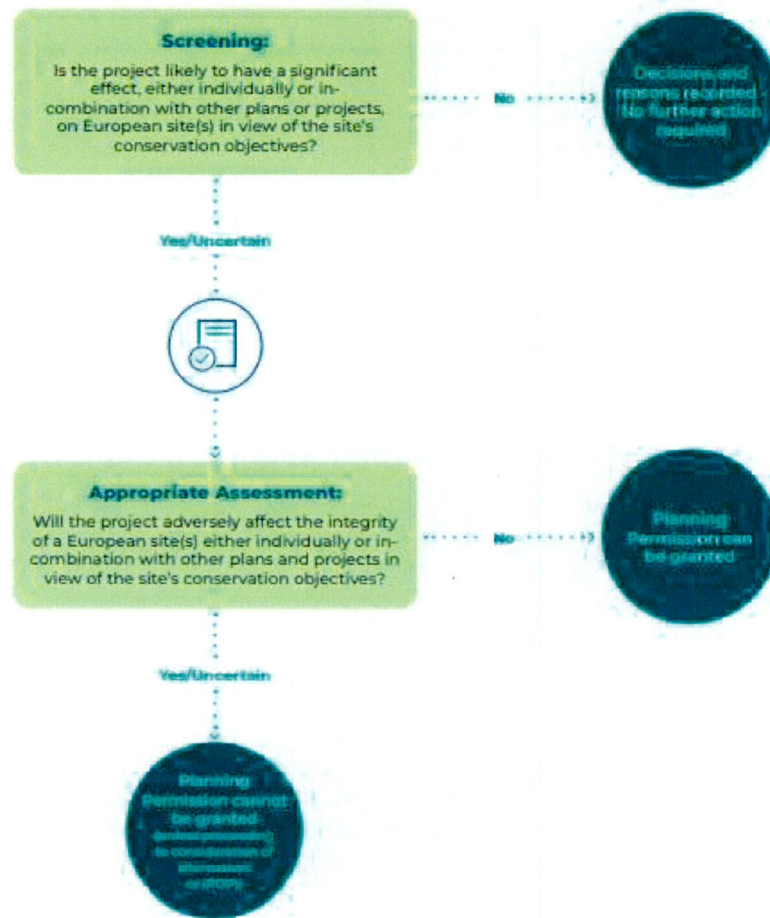 Screening:
Is the project likely to have a significant
effect, either individually or in-
combination with other plans or projects,
on European site(s) in view of the site's
conservation objectives?
No
Decisions and
reasons recorded.
No further action
required
Yes/Uncertain
Appropriate Assessment:
Will the project adversely affect the integrity
of a European site(s) either individually or in-
combination with other plans and projects in
view of the site's conservation objectives?
No
Planning
Permission can
be granted
Yes/Uncertain
Planning
Permission cannot
be granted
to consideration of